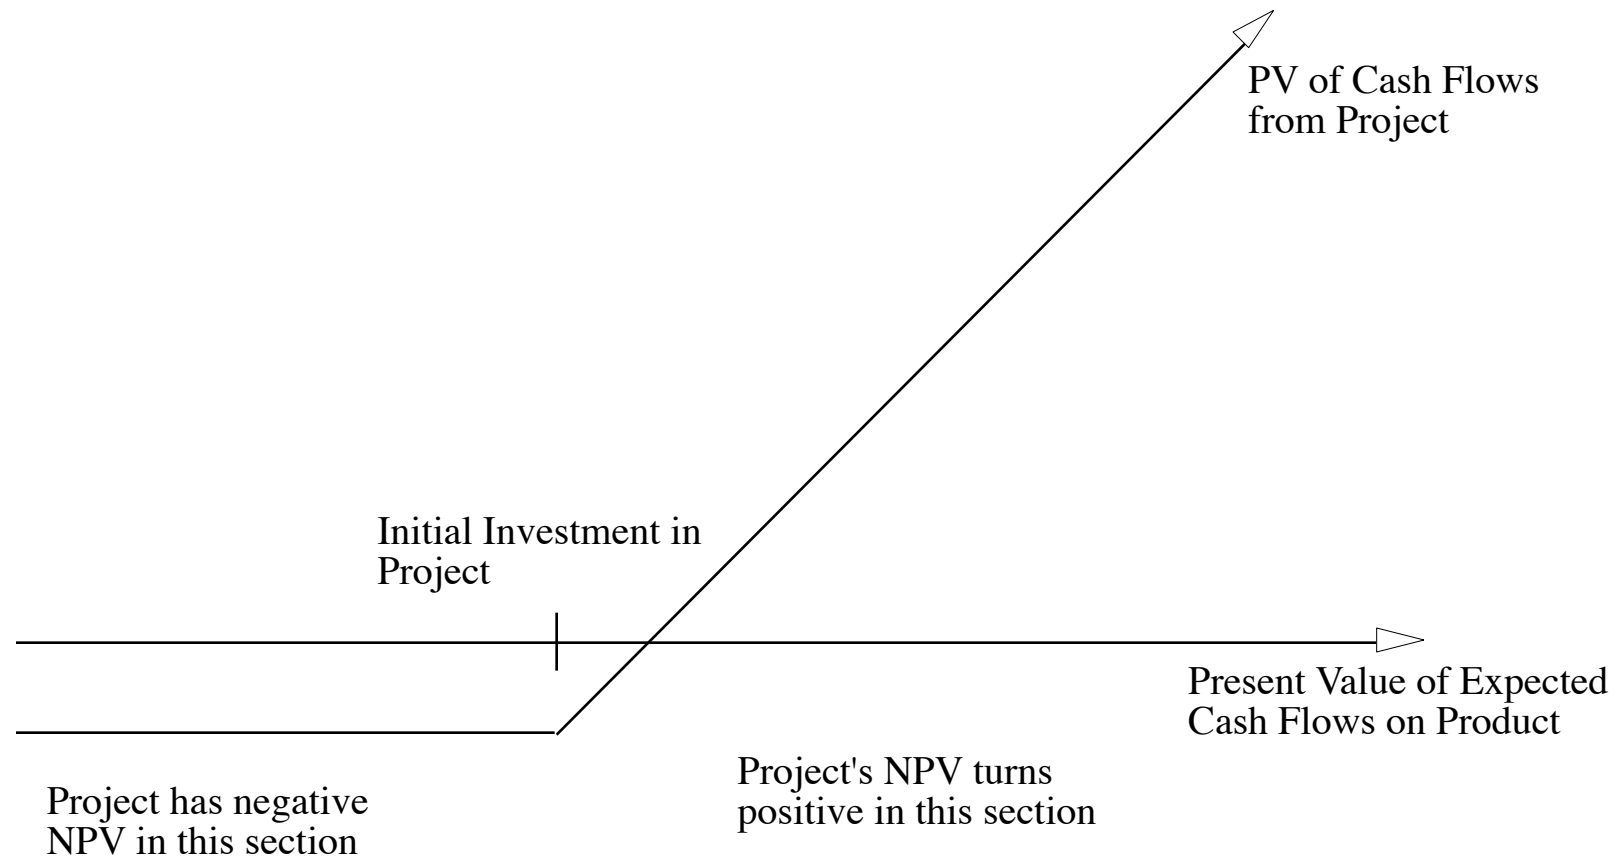 PV of Cash Flows
from Project
Initial Investment in
Project
Present Value of Expected
Cash Flows on Product
Project's NPV turns
positive in this section
Project has negative
NPV in this section